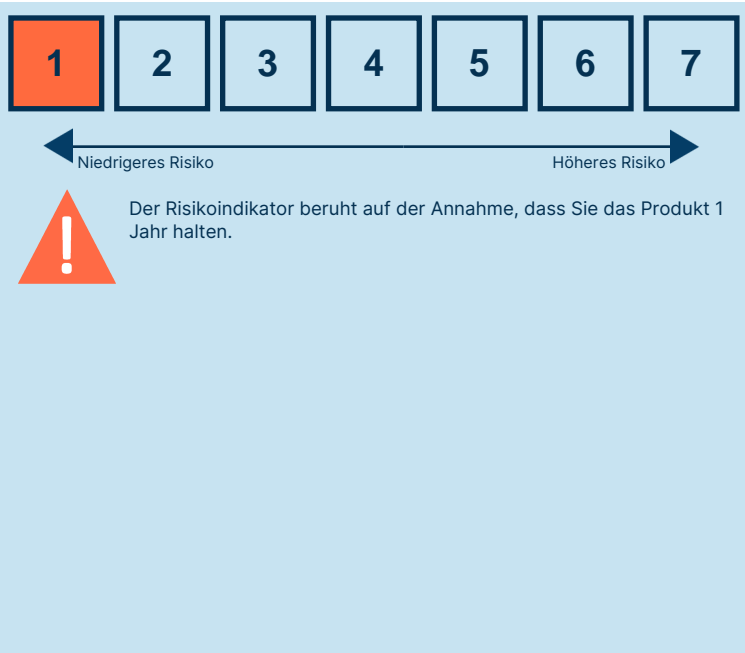 1 2 3 4 5 6 7
Niedrigeres Risiko Höheres Risiko
!
Der Risikoindikator beruht auf der Annahme, dass Sie das Produkt 1
Jahr halten.